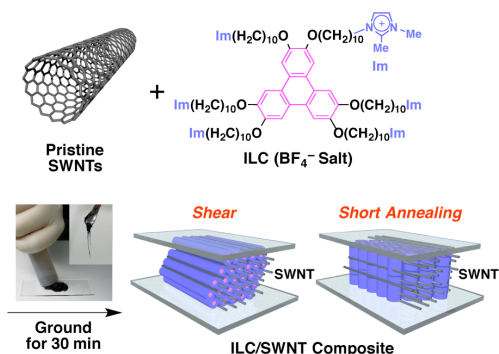 Im(H₂C)₁₀O
O(CH₂)₁₀
N
N
Me
Me
Im
Im(H₂C)₁₀O
O(CH₂)₁₀Im
Im(H₂C)₁₀O
O(CH₂)₁₀Im
+
Pristine
SWNTs
ILC (BF₄⁻ Salt)
Shear
Short Annealing
SWNT
SWNT
Ground
for 30 min
ILC/SWNT Composite